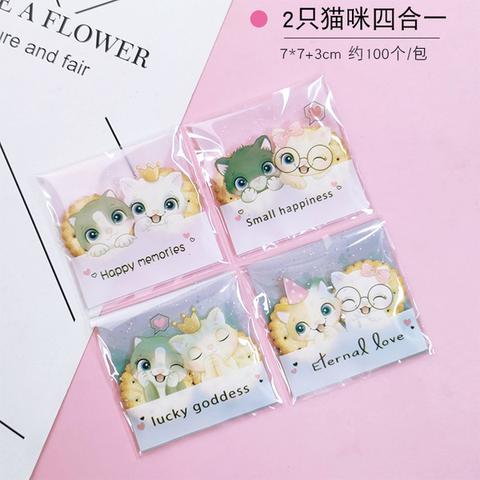 E A FLOWER
ure and fair
2只猫咪四合一
7*7+3cm 约100个/包
Happy memories
Small happiness
lucky goddess
Eternal love